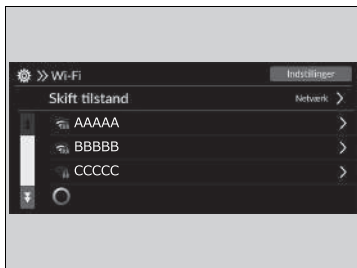 Wi-Fi Indstillinger
Skift tilstand Netværk
AAAAA
BBBBB
CCCCC